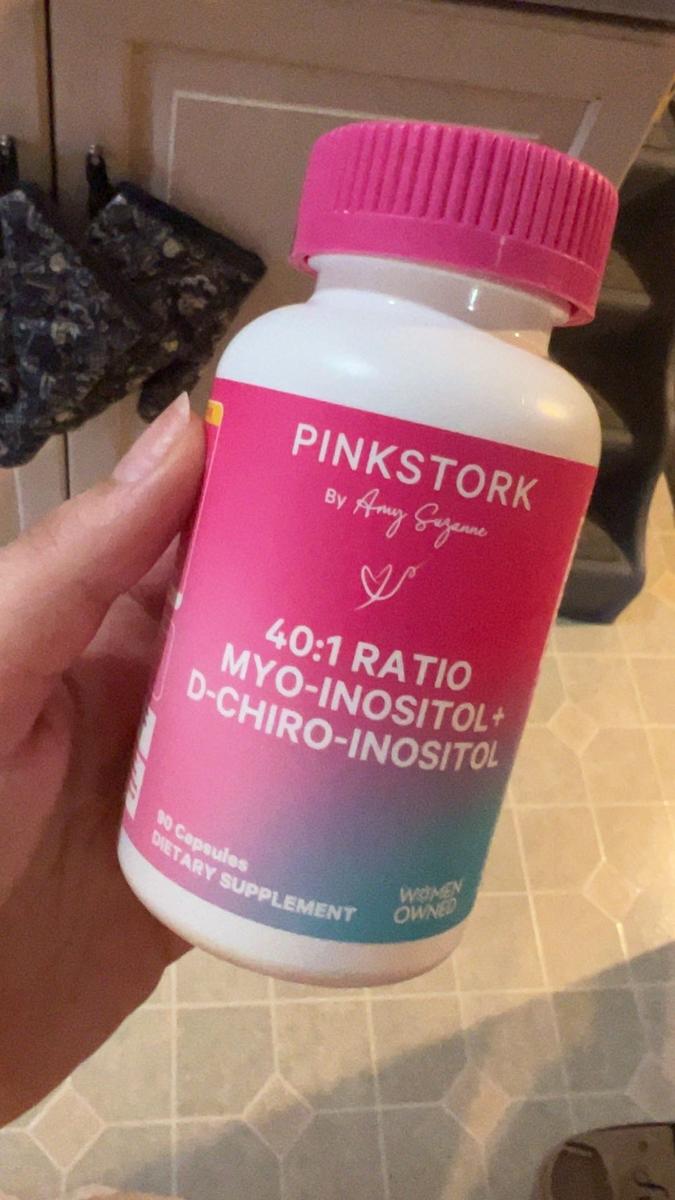 PINKSTORK
By Amy Suzanne
40:1 RATIO
MYO-INOSITOL+
D-CHIRO-INOSITOL
90 Capsules
DIETARY SUPPLEMENT
WOMEN
OWNED